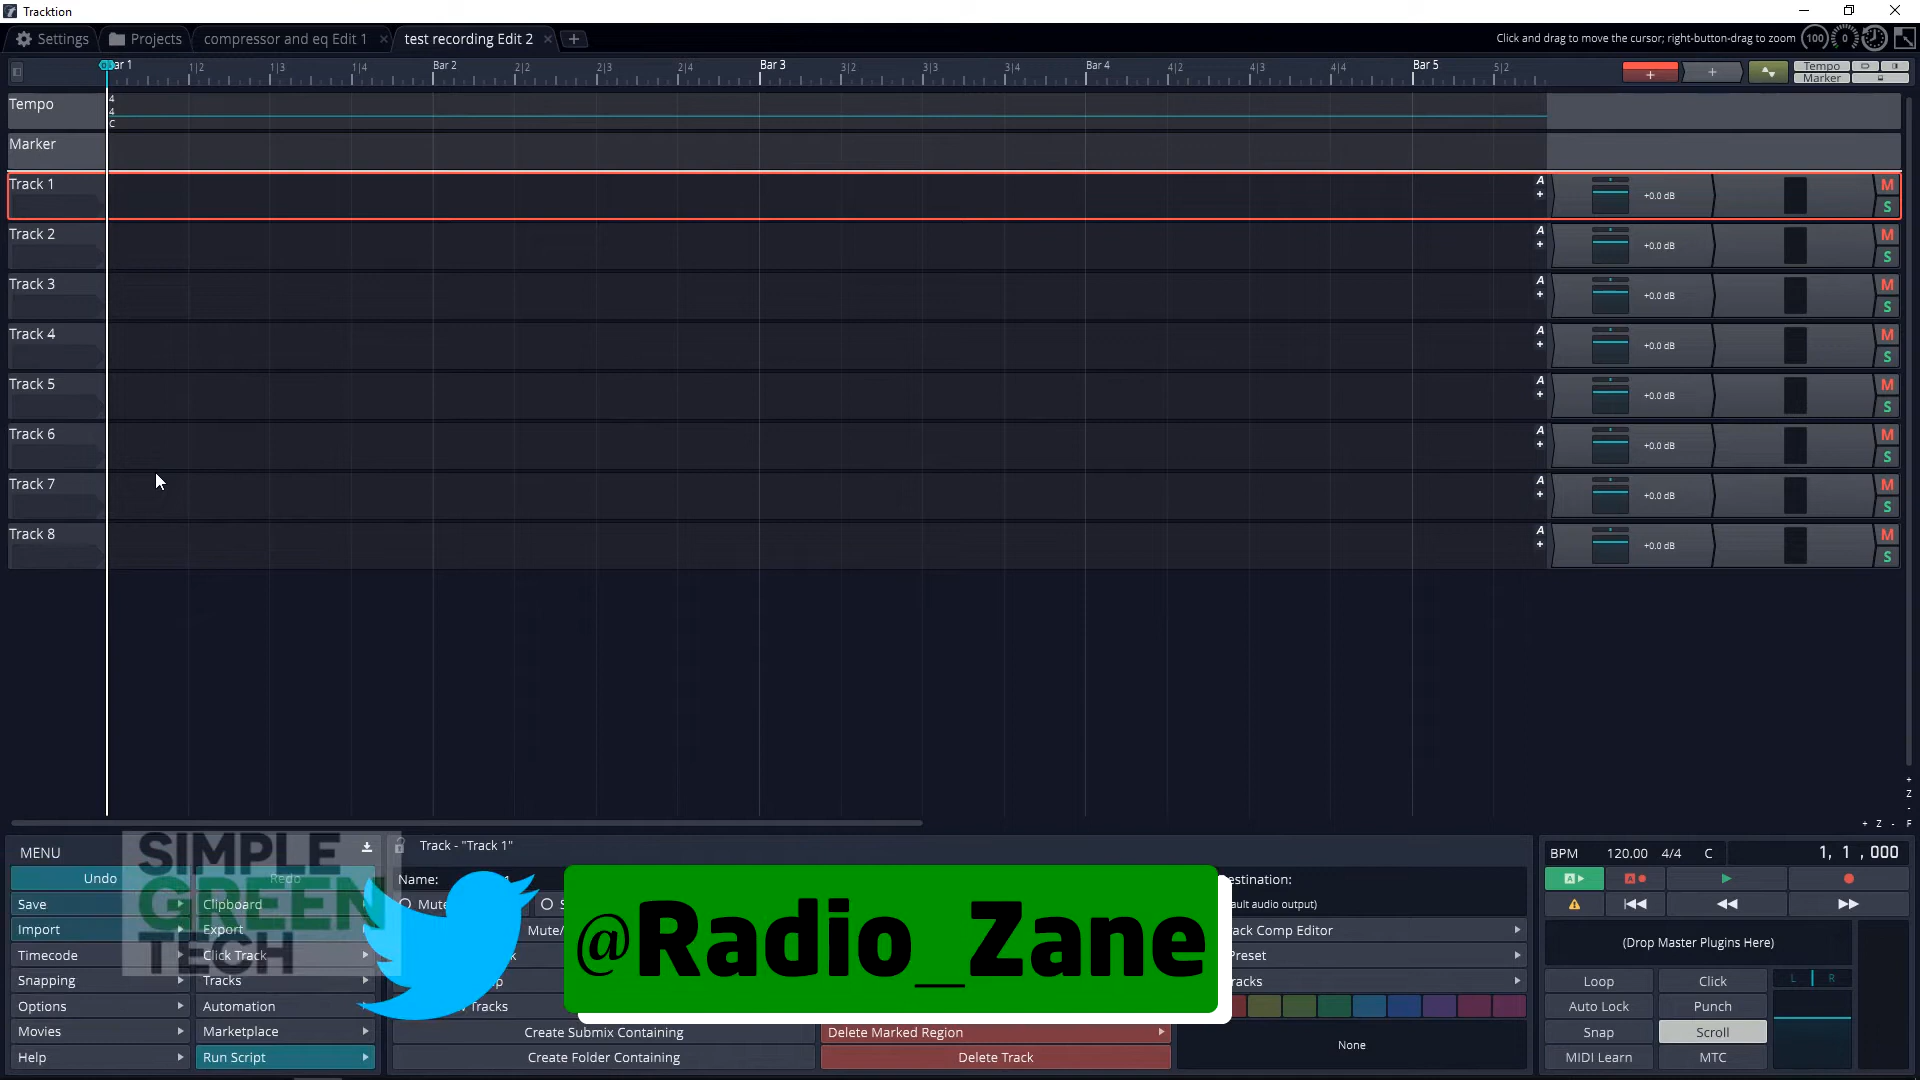 Tracktion
Settings Projects compressor and eq Edit 1 × test recording Edit 2 × +
Click and drag to move the cursor; right-button-drag to zoom 100 0
Bar 1 1|2 1|3 1|4 Bar 2 2|2 2|3 2|4 Bar 3 3|2 3|3 3|4 Bar 4 4|2 4|3 4|4 Bar 5 5|2
+ + Tempo
Marker
Tempo 4
4
C
Marker
Track 1 A + +0.0 dB M S
Track 2 A + +0.0 dB M S
Track 3 A + +0.0 dB M S
Track 4 A + +0.0 dB M S
Track 5 A + +0.0 dB M S
Track 6 A + +0.0 dB M S
Track 7 A + +0.0 dB M S
Track 8 A + +0.0 dB M S
+
Z
-
+ Z - F
MENU
Undo Redo
Save Clipboard
Import Export
Timecode Click Track
Snapping Tracks
Options Automation
Movies Marketplace
Help Run Script
SIMPLE
GREEN
TECH
@Radio_Zane
Track - "Track 1"
Name:
Mute
Mute/
Tracks
Create Submix Containing
Create Folder Containing
Delete Marked Region
Delete Track
estination:
ault audio output)
rack Comp Editor
Preset
racks
None
BPM 120.00 4/4 C 1, 1 , 000
A A
(Drop Master Plugins Here)
Loop Click L R
Auto Lock Punch
Snap Scroll
MIDI Learn MTC